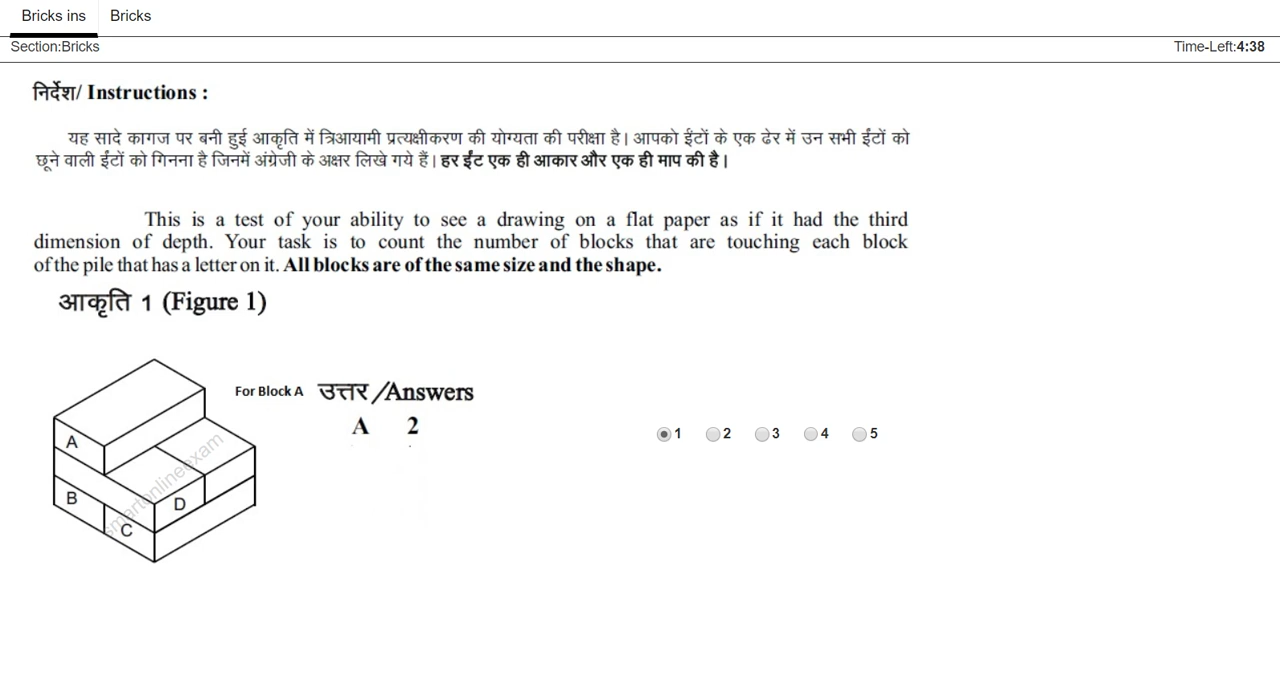 Bricks ins Bricks
Section:Bricks Time-Left:4:38
निर्देश/ Instructions :
यह सादे कागज पर बनी हुई आकृति में त्रिआयामी प्रत्यक्षीकरण की योग्यता की परीक्षा है। आपको ईंटों के एक ढेर में उन सभी ईंटों को
छूने वाली ईंटों को गिनना है जिनमें अंग्रेजी के अक्षर लिखे गये हैं। हर ईंट एक ही आकार और एक ही माप की है।
This is a test of your ability to see a drawing on a flat paper as if it had the third
dimension of depth. Your task is to count the number of blocks that are touching each block
of the pile that has a letter on it. All blocks are of the same size and the shape.
आकृति 1 (Figure 1)
For Block A उत्तर /Answers
A 2
1 2 3 4 5
A
B
C
D
smartonlineexam